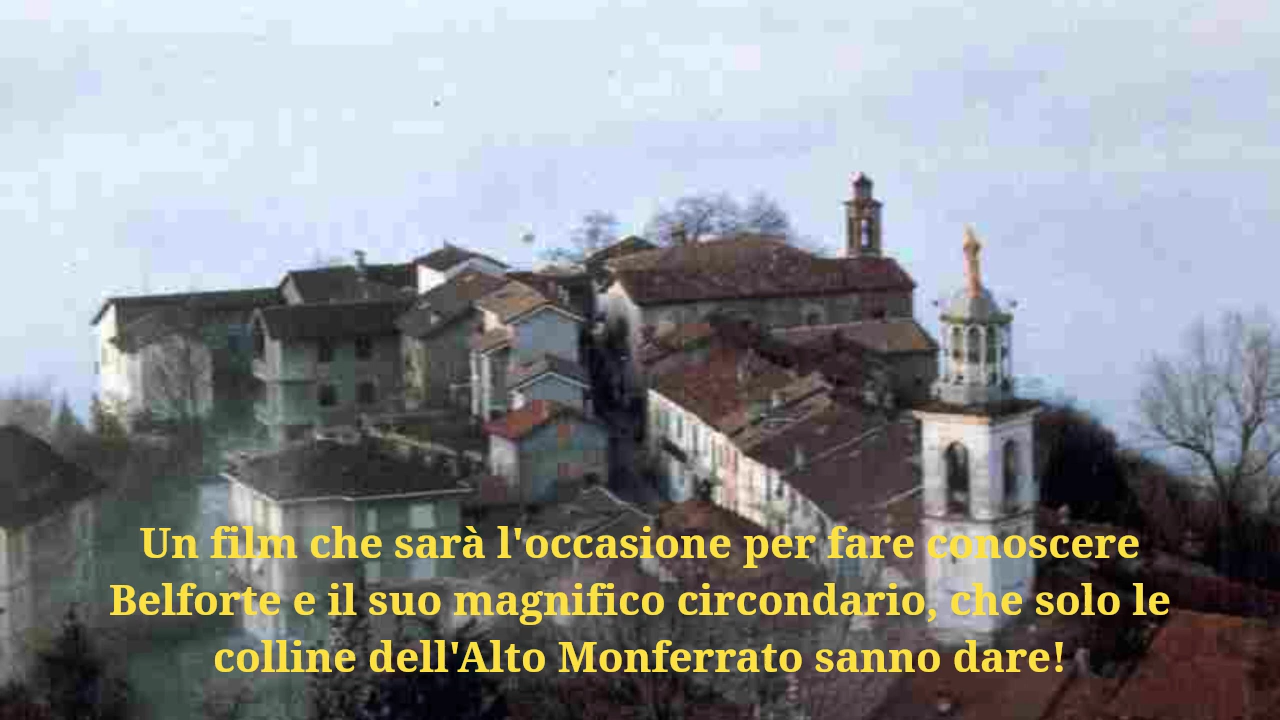 Un film che sarà l'occasione per fare conoscere
Belforte e il suo magnifico circondario, che solo le
colline dell'Alto Monferrato sanno dare!